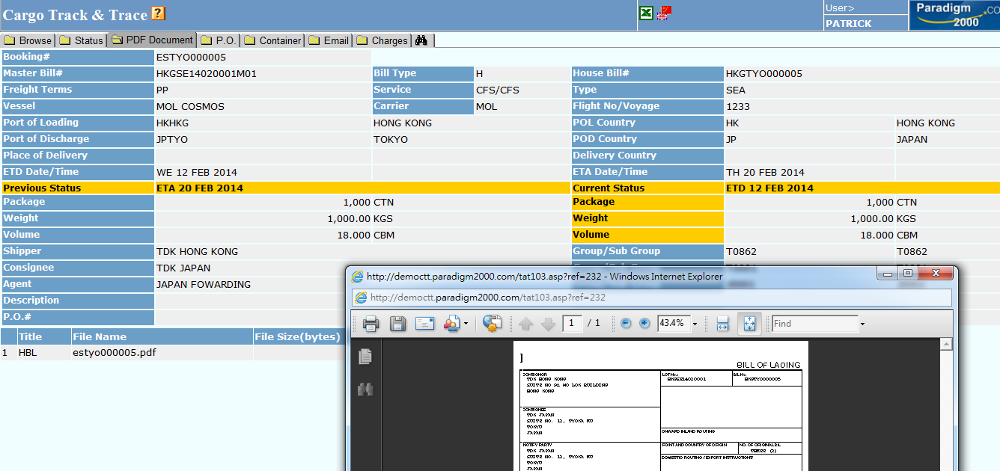 Cargo Track & Trace ?
User>
PATRICK
Paradigm .CO
2000
Browse Status PDF Document P.O. Container Email Charges
Booking# ESTYO000005
Master Bill# HKGSE14020001M01 Bill Type H House Bill# HKGTYO000005
Freight Terms PP Service CFS/CFS Type SEA
Vessel MOL COSMOS Carrier MOL Flight No/Voyage 1233
Port of Loading HKHKG HONG KONG POL Country HK HONG KONG
Port of Discharge JPTYO TOKYO POD Country JP JAPAN
Place of Delivery Delivery Country
ETD Date/Time WE 12 FEB 2014 ETA Date/Time TH 20 FEB 2014
Previous Status ETA 20 FEB 2014 Current Status ETD 12 FEB 2014
Package 1,000 CTN Package 1,000 CTN
Weight 1,000.00 KGS Weight 1,000.00 KGS
Volume 18.000 CBM Volume 18.000 CBM
Shipper TDK HONG KONG Group/Sub Group T0862 T0862
Consignee TDK JAPAN
Agent JAPAN FOWARDING
Description
P.O.#
Title File Name File Size(bytes)
1 HBL estyo000005.pdf
http://democtt.paradigm2000.com/tat103.asp?ref=232 - Windows Internet Explorer
http://democtt.paradigm2000.com/tat103.asp?ref=232
1 / 1 43.4% Find
BILL OF LADING
CONSIGNOR
TDK HONG KONG
HONG KONG
LOT No.: HKGSE14020001
B/L No. HKGTYO000005
CONSIGNEE
TDK JAPAN
SUITE NO. 12, TYOKA KU
TOKYO
JAPAN
ONWARD INLAND ROUTING
NOTIFY PARTY
TDK JAPAN
SUITE NO. 12, TYOKA KU
TOKYO
JAPAN
POINT AND COUNTRY OF ORIGIN
NO. OF ORIGINAL B/L
THREE (3)
DOMESTIC ROUTING / EXPORT INSTRUCTIONS